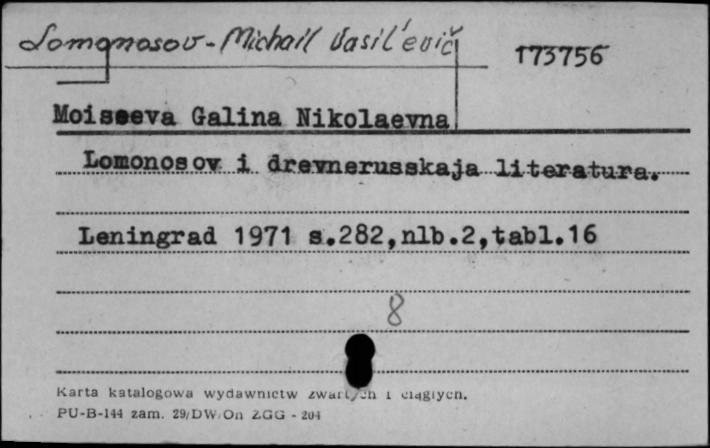 Lomonosov - Michail Vasil'evič
173756
Moiseeva Galina Nikolaevna
Lomonosov i drevnerusskaja literatura.
Leningrad 1971 s.282,nlb.2,tabl.16
8
Karta katalogowa wydawnictw zwartych i ciągłych.
PU-B-144 zam. 29/DW/On ZGG - 204